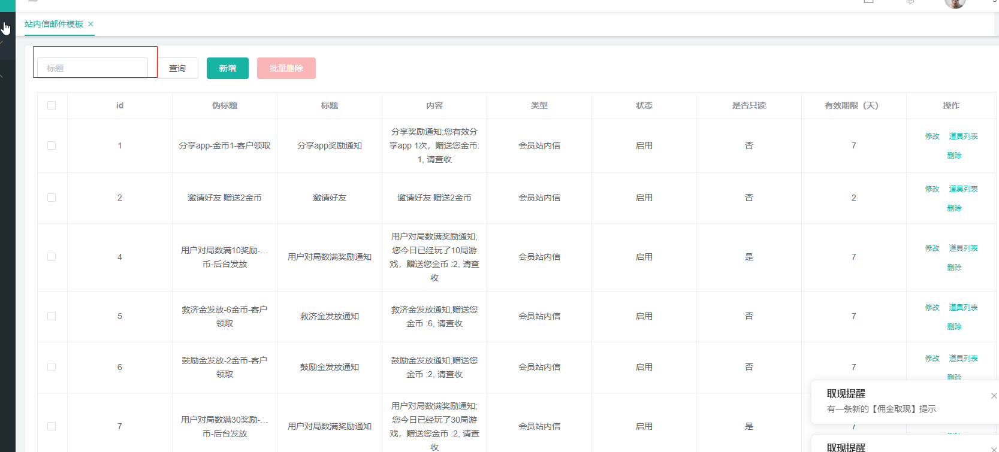 站内信邮件模板
标题
查询
新增
批量删除
id
伪标题
标题
内容
类型
状态
是否只读
有效期限（天）
操作
1
分享app-金币1-客户领取
分享app奖励通知
分享奖励通知;您有效分
享app 1次，赠送您金币:
1, 请查收
会员站内信
启用
否
7
修改 道具列表
删除
2
邀请好友 赠送2金币
邀请好友
邀请好友 赠送2金币
会员站内信
启用
否
2
修改 道具列表
删除
4
用户对局数满10奖励-...
币-后台发放
用户对局数满奖励通知
用户对局数满奖励通知;
您今日已经玩了10局游
戏，赠送您金币 :2, 请查
收
会员站内信
启用
是
7
修改 道具列表
删除
5
救济金发放-6金币-客户
领取
救济金发放通知
救济金发放通知;赠送您
金币 :6, 请查收
会员站内信
启用
否
7
修改 道具列表
删除
6
鼓励金发放-2金币-客户
领取
鼓励金发放通知
鼓励金发放通知;赠送您
金币 :2, 请查收
会员站内信
启用
否
7
修改 道具列表
删除
7
用户对局数满30奖励-...
币-后台发放
用户对局数满奖励通知
用户对局数满奖励通知;
您今日已经玩了30局游
戏，赠送您金币 :2, 请查
收
会员站内信
启用
是
7
取现提醒
有一条新的【佣金取现】提示
取现提醒